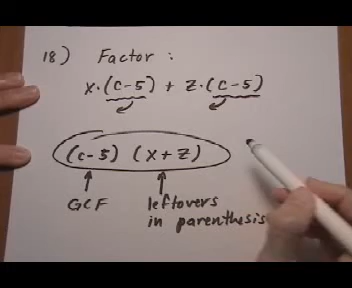 18) Factor:
x·(c-5) + z·(c-5)
(c-5) (x+z)
GCF leftovers
in parenthesis